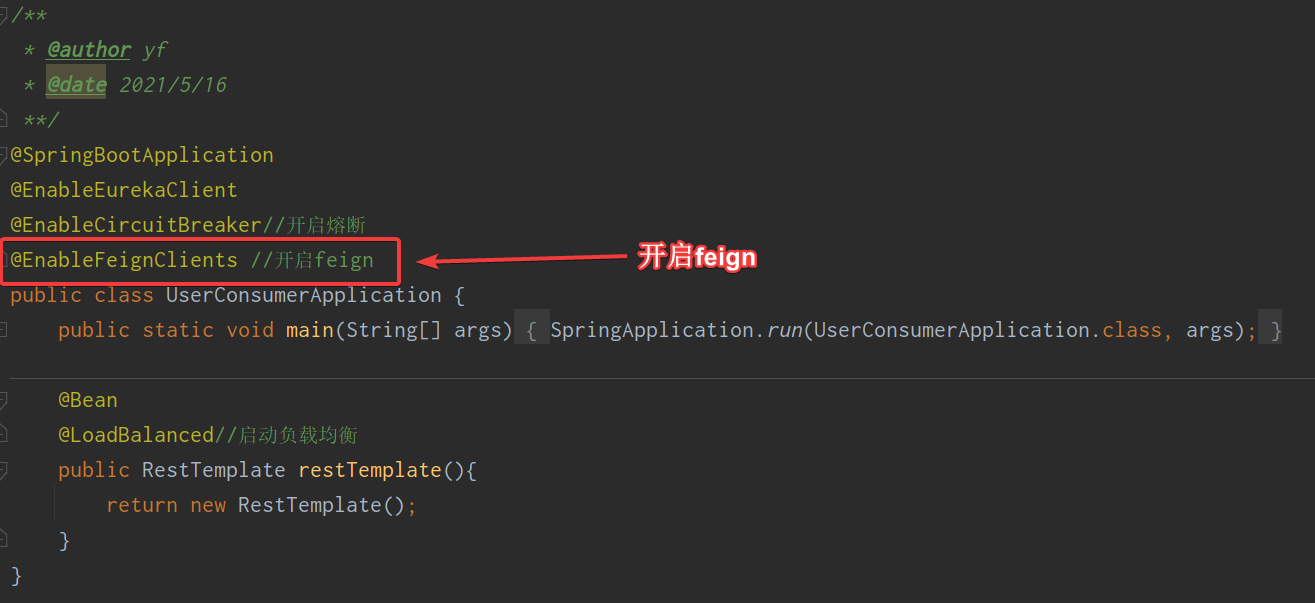 /**
* @author yf
* @date 2021/5/16
**/
@SpringBootApplication
@EnableEurekaClient
@EnableCircuitBreaker//开启熔断
@EnableFeignClients //开启feign
开启feign
public class UserConsumerApplication {
public static void main(String[] args) { SpringApplication.run(UserConsumerApplication.class, args); }
@Bean
@LoadBalanced//启动负载均衡
public RestTemplate restTemplate(){
return new RestTemplate();
}
}